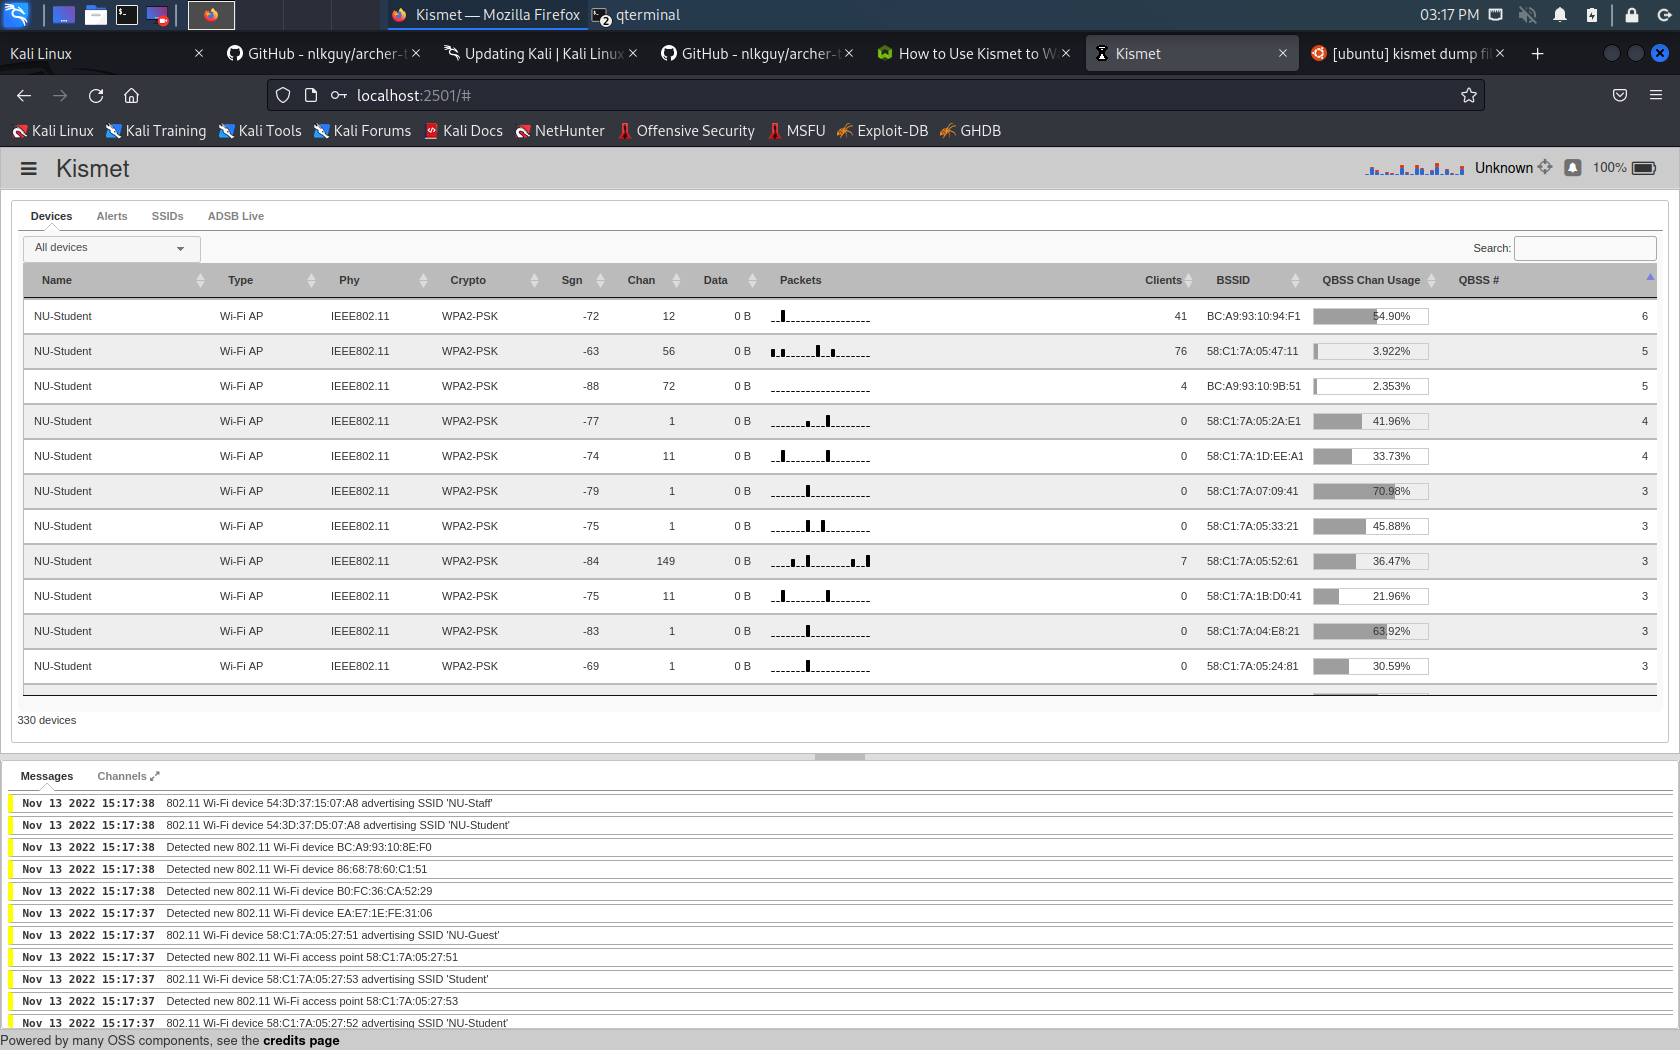 Kismet — Mozilla Firefox 2 qterminal 03:17 PM
Kali Linux GitHub - nlkguy/archer-t Updating Kali | Kali Linux GitHub - nlkguy/archer-t How to Use Kismet to W Kismet [ubuntu] kismet dump fil
localhost:2501/#
Kali Linux Kali Training Kali Tools Kali Forums Kali Docs NetHunter Offensive Security MSFU Exploit-DB GHDB
Kismet Unknown 100%
Devices Alerts SSIDs ADSB Live
All devices Search:
Name Type Phy Crypto Sgn Chan Data Packets Clients BSSID QBSS Chan Usage QBSS #
NU-Student Wi-Fi AP IEEE802.11 WPA2-PSK -72 12 0 B 41 BC:A9:93:10:94:F1 54.90% 6
NU-Student Wi-Fi AP IEEE802.11 WPA2-PSK -63 56 0 B 76 58:C1:7A:05:47:11 3.922% 5
NU-Student Wi-Fi AP IEEE802.11 WPA2-PSK -88 72 0 B 4 BC:A9:93:10:9B:51 2.353% 5
NU-Student Wi-Fi AP IEEE802.11 WPA2-PSK -77 1 0 B 0 58:C1:7A:05:2A:E1 41.96% 4
NU-Student Wi-Fi AP IEEE802.11 WPA2-PSK -74 11 0 B 0 58:C1:7A:1D:EE:A1 33.73% 4
NU-Student Wi-Fi AP IEEE802.11 WPA2-PSK -79 1 0 B 0 58:C1:7A:07:09:41 70.98% 3
NU-Student Wi-Fi AP IEEE802.11 WPA2-PSK -75 1 0 B 0 58:C1:7A:05:33:21 45.88% 3
NU-Student Wi-Fi AP IEEE802.11 WPA2-PSK -84 149 0 B 7 58:C1:7A:05:52:61 36.47% 3
NU-Student Wi-Fi AP IEEE802.11 WPA2-PSK -75 11 0 B 0 58:C1:7A:1B:D0:41 21.96% 3
NU-Student Wi-Fi AP IEEE802.11 WPA2-PSK -83 1 0 B 0 58:C1:7A:04:E8:21 63.92% 3
NU-Student Wi-Fi AP IEEE802.11 WPA2-PSK -69 1 0 B 0 58:C1:7A:05:24:81 30.59% 3
330 devices
Messages Channels
Nov 13 2022 15:17:38 802.11 Wi-Fi device 54:3D:37:15:07:A8 advertising SSID 'NU-Staff'
Nov 13 2022 15:17:38 802.11 Wi-Fi device 54:3D:37:D5:07:A8 advertising SSID 'NU-Student'
Nov 13 2022 15:17:38 Detected new 802.11 Wi-Fi device BC:A9:93:10:8E:F0
Nov 13 2022 15:17:38 Detected new 802.11 Wi-Fi device 86:68:78:60:C1:51
Nov 13 2022 15:17:38 Detected new 802.11 Wi-Fi device B0:FC:36:CA:52:29
Nov 13 2022 15:17:37 Detected new 802.11 Wi-Fi device EA:E7:1E:FE:31:06
Nov 13 2022 15:17:37 802.11 Wi-Fi device 58:C1:7A:05:27:51 advertising SSID 'NU-Guest'
Nov 13 2022 15:17:37 Detected new 802.11 Wi-Fi access point 58:C1:7A:05:27:51
Nov 13 2022 15:17:37 802.11 Wi-Fi device 58:C1:7A:05:27:53 advertising SSID 'Student'
Nov 13 2022 15:17:37 Detected new 802.11 Wi-Fi access point 58:C1:7A:05:27:53
Nov 13 2022 15:17:37 802.11 Wi-Fi device 58:C1:7A:05:27:52 advertising SSID 'NU-Student'
Powered by many OSS components, see the credits page